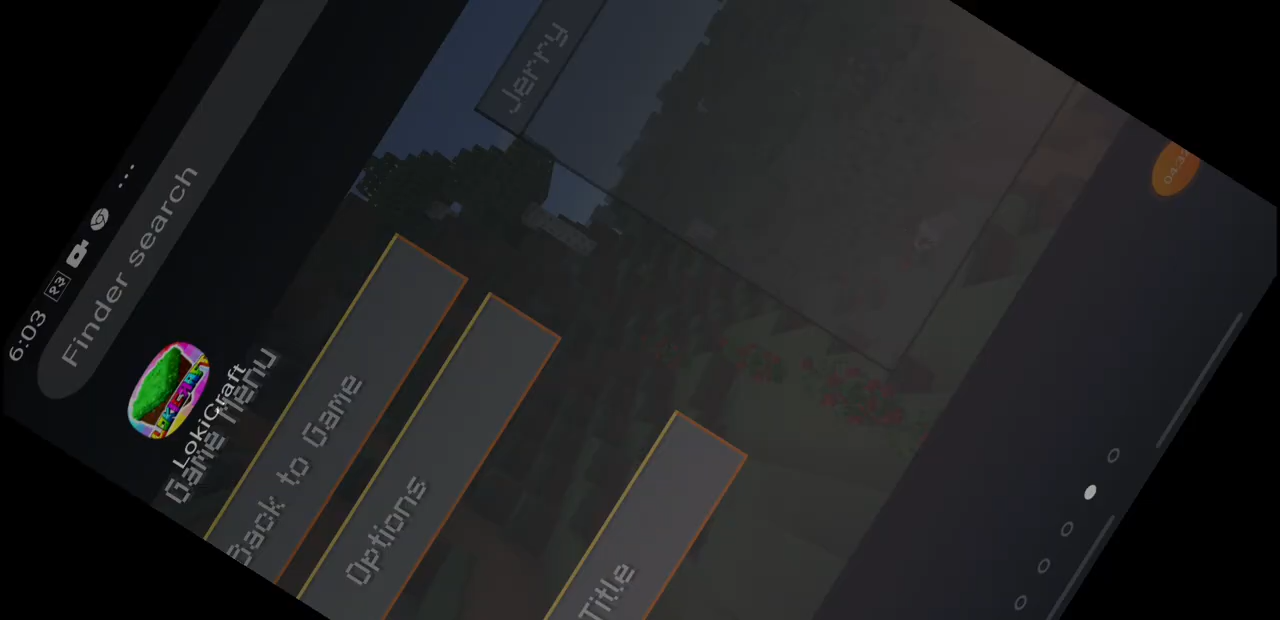 6:03
Finder search
LokiCraft
Game Menu
Jerry
Back to Game
Options
Title